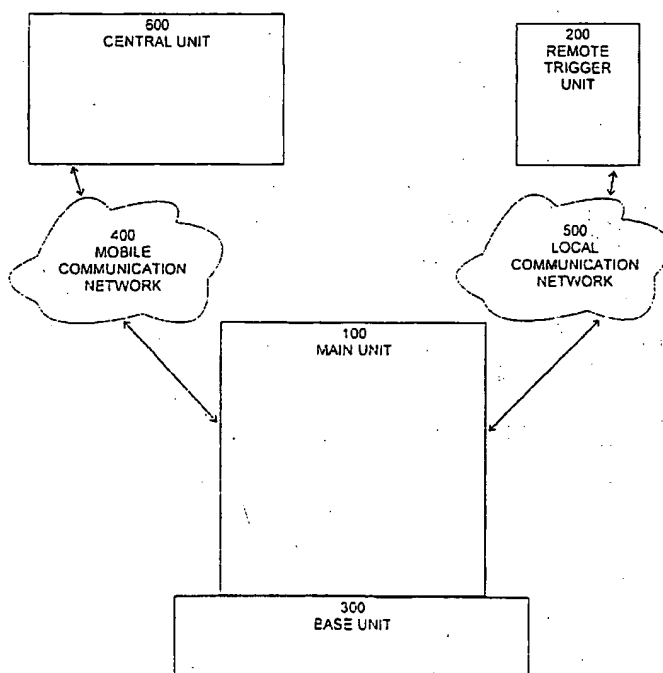 600
CENTRAL UNIT
200
REMOTE
TRIGGER
UNIT
400
MOBILE
COMMUNICATION
NETWORK
500
LOCAL
COMMUNICATION
NETWORK
100
MAIN UNIT
300
BASE UNIT